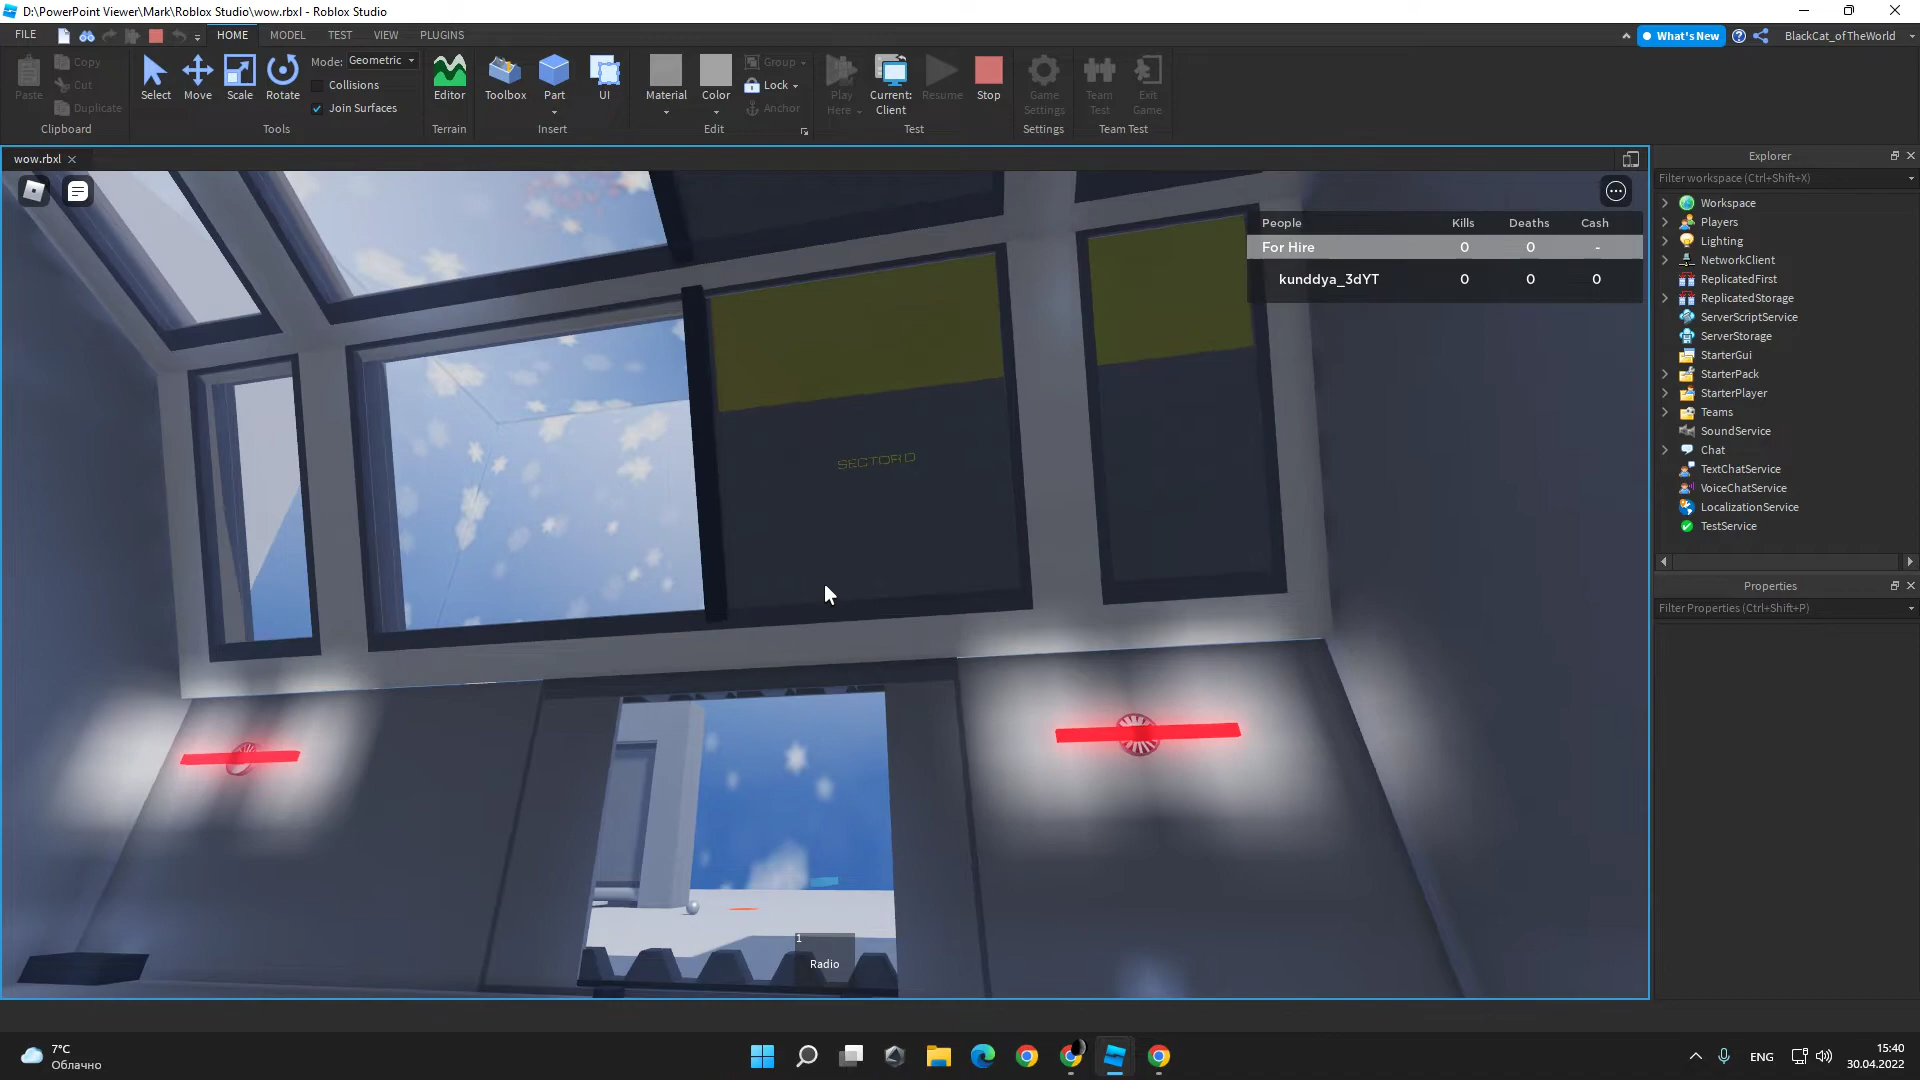 D:\PowerPoint Viewer\Mark\Roblox Studio\wow.rbxl - Roblox Studio
FILE HOME MODEL TEST VIEW PLUGINS What's New BlackCat_ofTheWorld
Paste Copy Cut Duplicate
Clipboard
Select Move Scale Rotate
Mode: Geometric
Collisions
Join Surfaces
Tools
Editor
Terrain
Toolbox Part UI
Insert
Material Color
Group
Lock
Anchor
Edit
Play Here
Current: Client
Resume Stop
Test
Game Settings
Settings
Team Test
Exit Game
Team Test
wow.rbxl
People Kills Deaths Cash
For Hire 0 0 -
kunddya_3dYT 0 0 0
SECTOR D
1
Radio
Explorer
Filter workspace (Ctrl+Shift+X)
Workspace
Players
Lighting
NetworkClient
ReplicatedFirst
ReplicatedStorage
ServerScriptService
ServerStorage
StarterGui
StarterPack
StarterPlayer
Teams
SoundService
Chat
TextChatService
VoiceChatService
LocalizationService
TestService
Properties
Filter Properties (Ctrl+Shift+P)
7°C
Облачно
ENG
15:40
30.04.2022